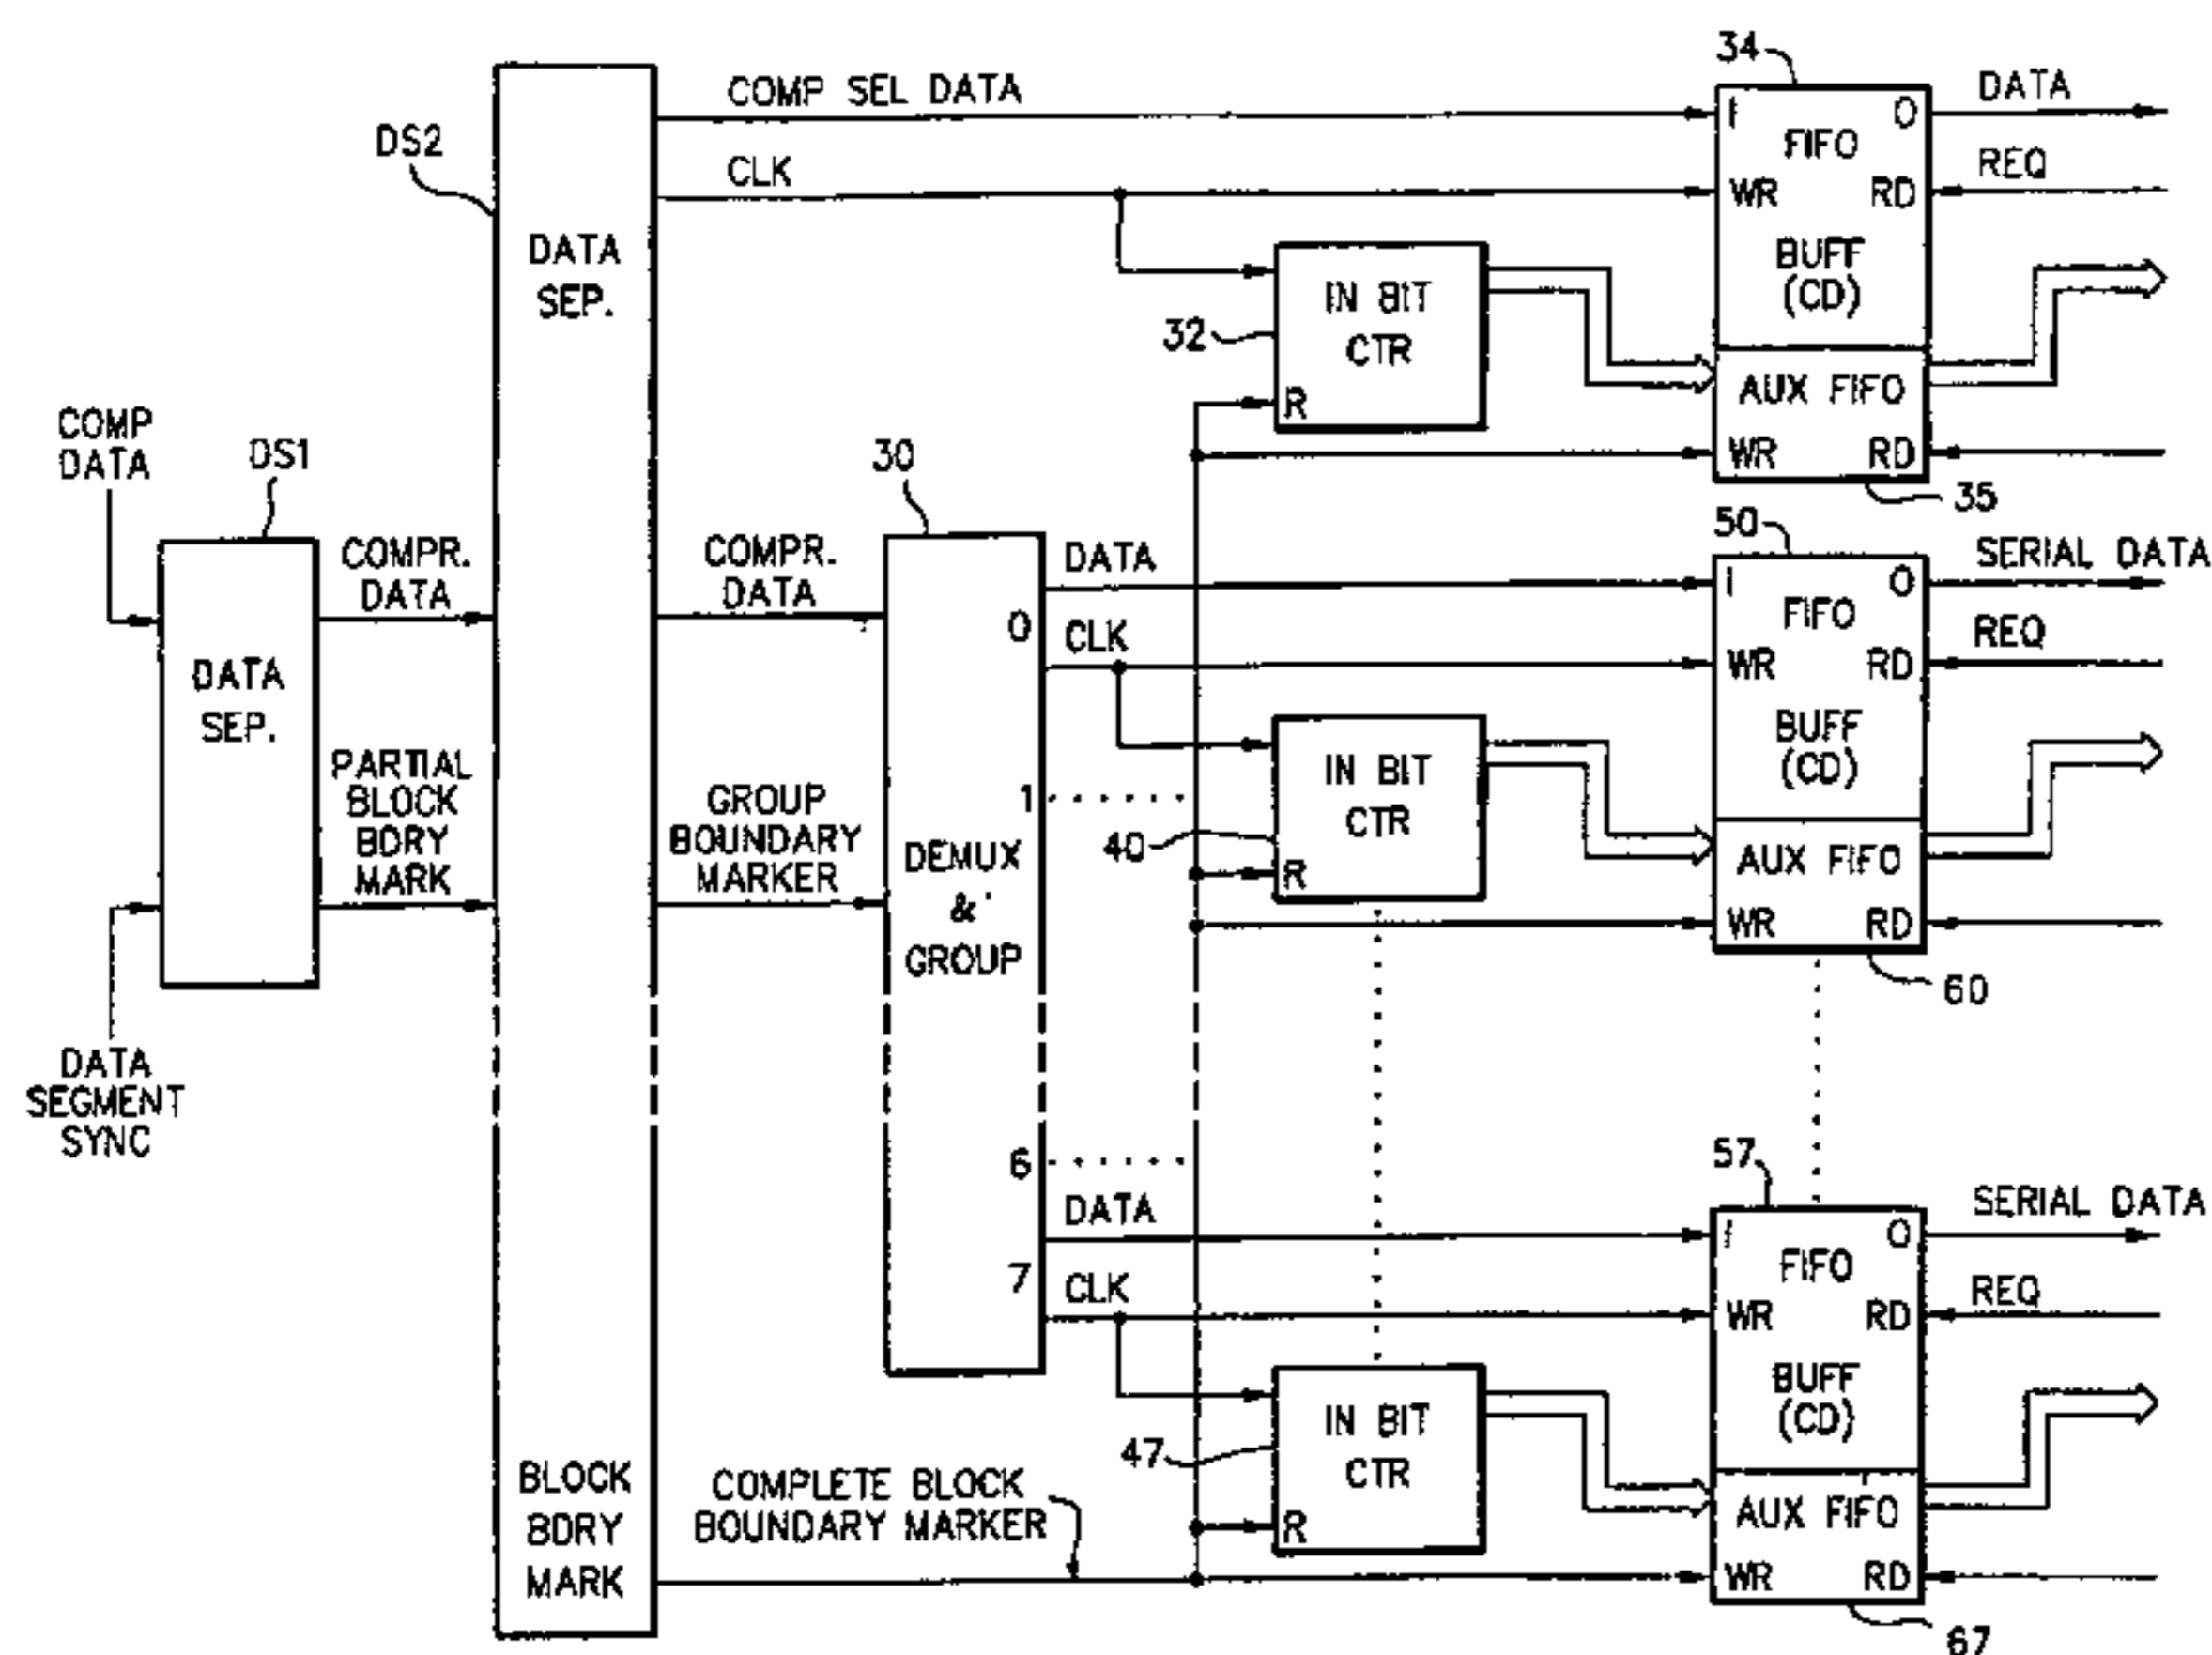 COMP
DATA
DS1
DATA
SEP.
DATA
SEGMENT
SYNC
COMPR.
DATA
PARTIAL
BLOCK
BDRY
MARK
DS2
DATA
SEP.
BLOCK
BDRY
MARK
COMP SEL DATA
CLK
COMPR.
DATA
GROUP
BOUNDARY
MARKER
COMPLETE BLOCK
BOUNDARY MARKER
30
DEMUX
&
GROUP
0
1
6
7
DATA
CLK
DATA
CLK
32
IN BIT
CTR
R
40
IN BIT
CTR
R
47
IN BIT
CTR
R
34
I O
FIFO
WR RD
BUFF
(CD)
AUX FIFO
WR RD
35
DATA
REQ
50
I O
FIFO
WR RD
BUFF
(CD)
AUX FIFO
WR RD
60
SERIAL DATA
REQ
57
I O
FIFO
WR RD
BUFF
(CD)
AUX FIFO
WR RD
67
SERIAL DATA
REQ